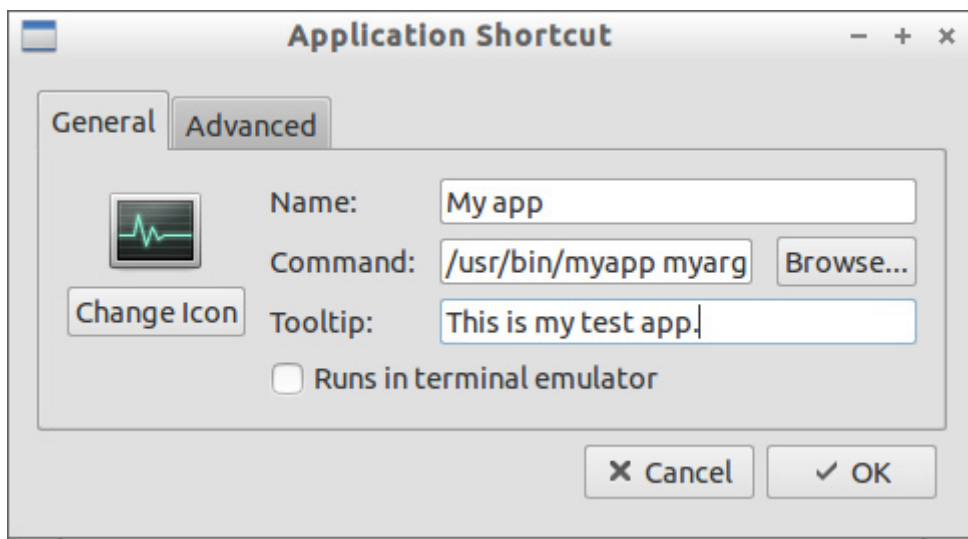 Application Shortcut
General Advanced
Name: My app
Command: /usr/bin/myapp myarg Browse...
Change Icon Tooltip: This is my test app.
Runs in terminal emulator
Cancel OK